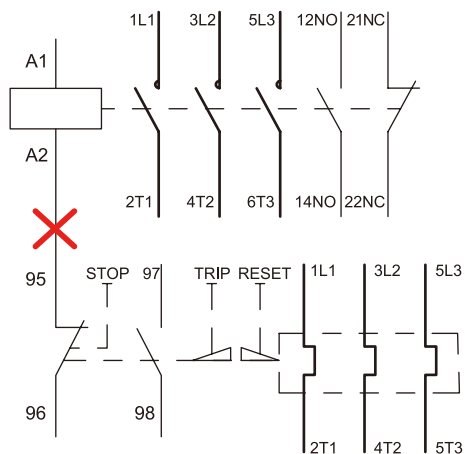 1L1 3L2 5L3 12NO 21NC
A1
A2
2T1 4T2 6T3 14NO 22NC
95 STOP 97 TRIP RESET 1L1 3L2 5L3
96 98
2T1 4T2 5T3